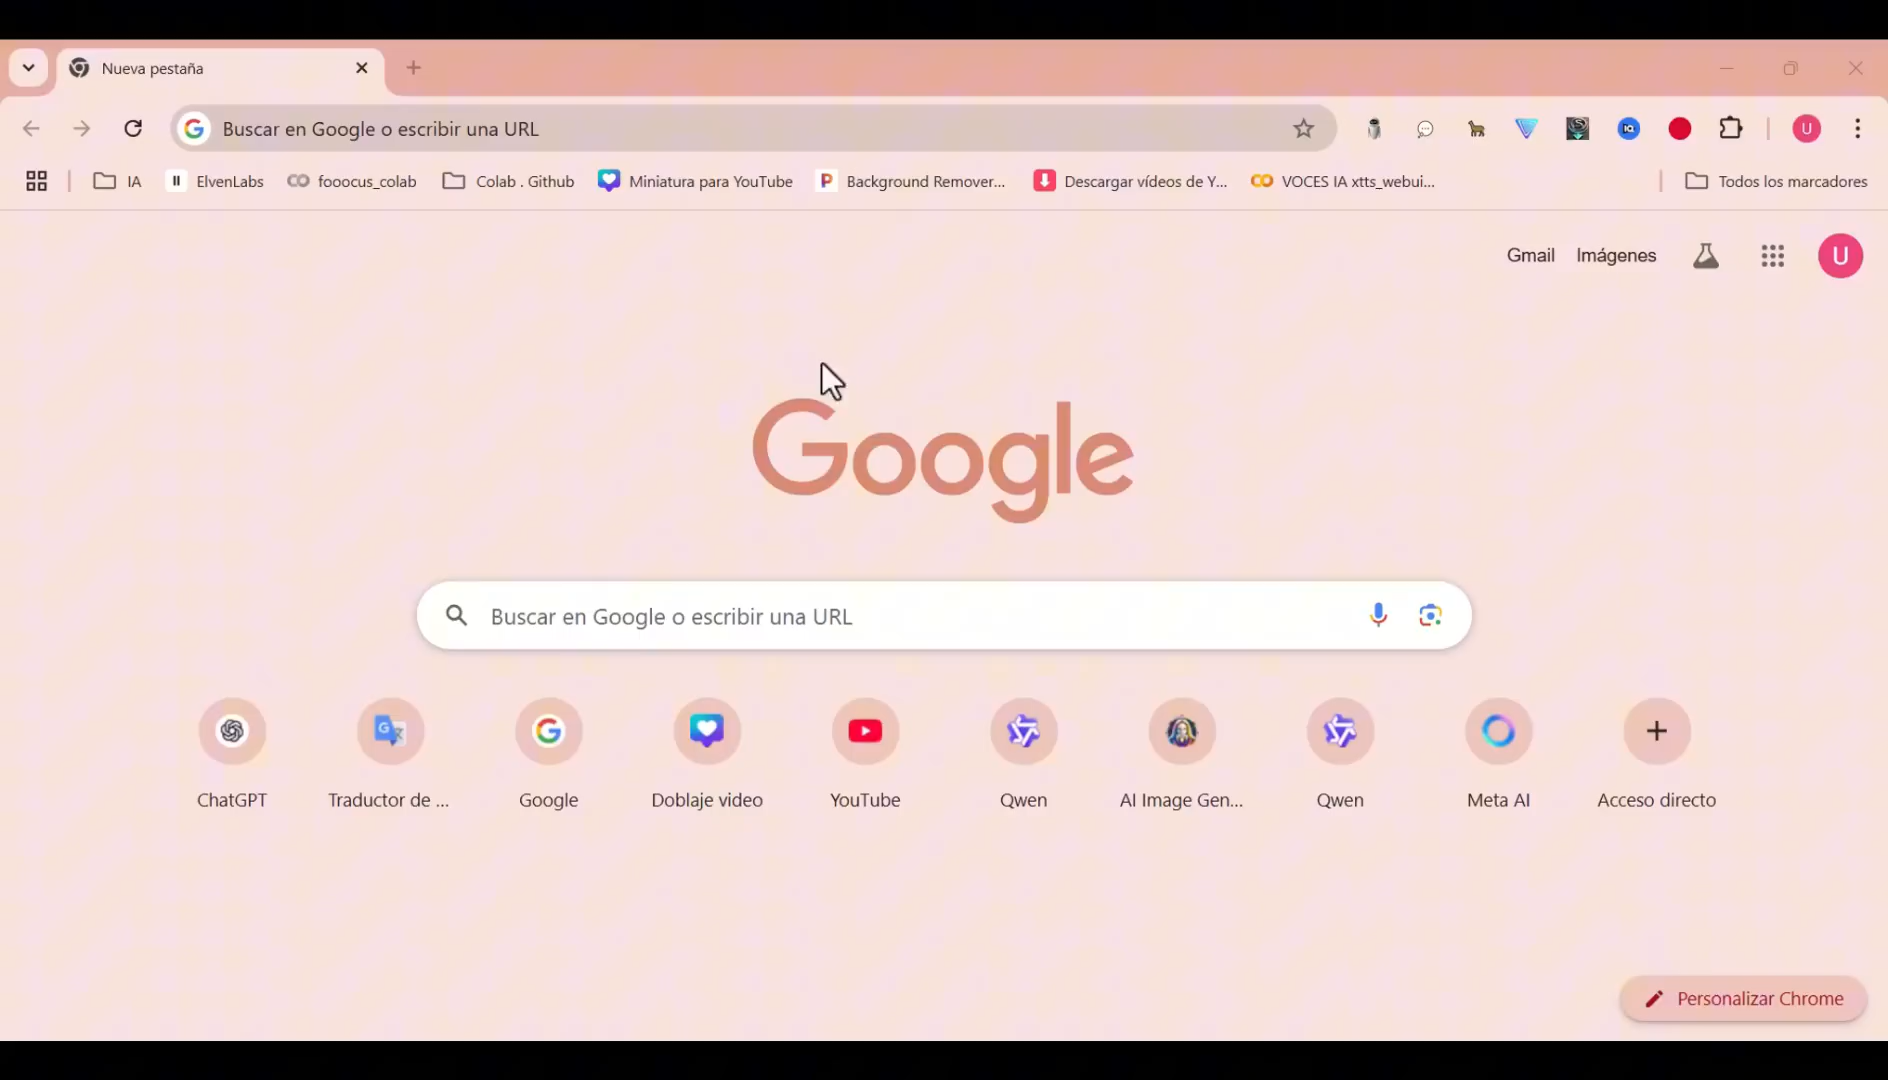 Nueva pestaña
Buscar en Google o escribir una URL
IA
ElvenLabs
fooocus_colab
Colab . Github
Miniatura para YouTube
Background Remover...
Descargar vídeos de Y...
VOCES IA xtts_webui...
Todos los marcadores
Gmail
Imágenes
U
Google
Buscar en Google o escribir una URL
ChatGPT
Traductor de ...
Google
Doblaje video
YouTube
Qwen
AI Image Gen...
Qwen
Meta AI
Acceso directo
Personalizar Chrome